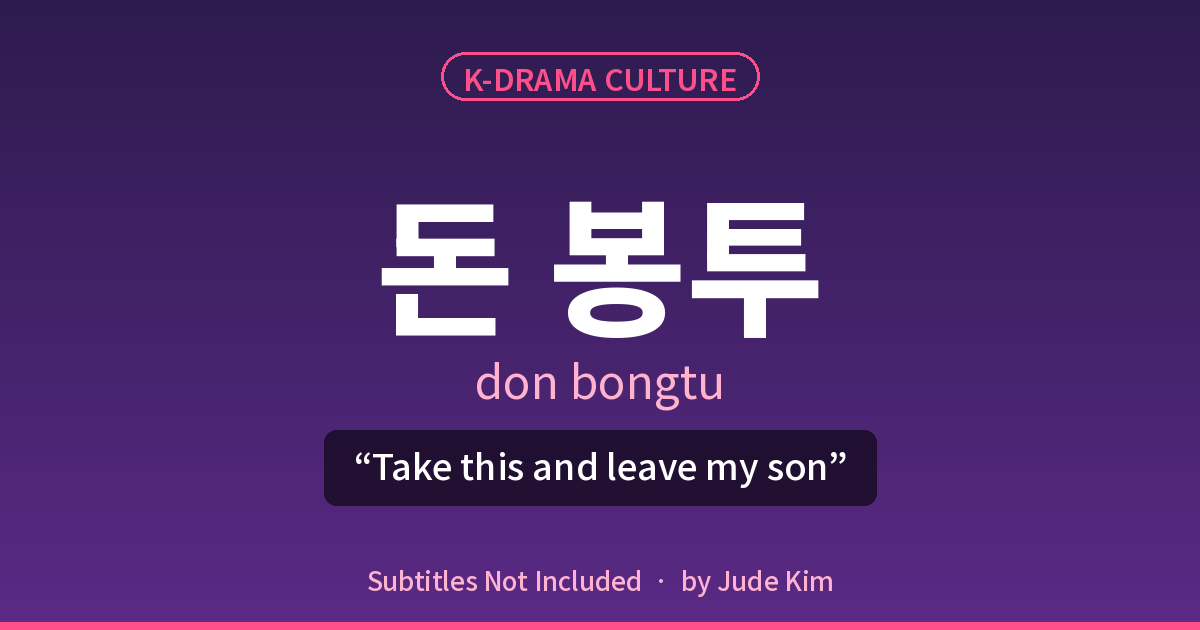 K-DRAMA CULTURE
돈 봉투
don bongtu
“Take this and leave my son”
Subtitles Not Included · by Jude Kim